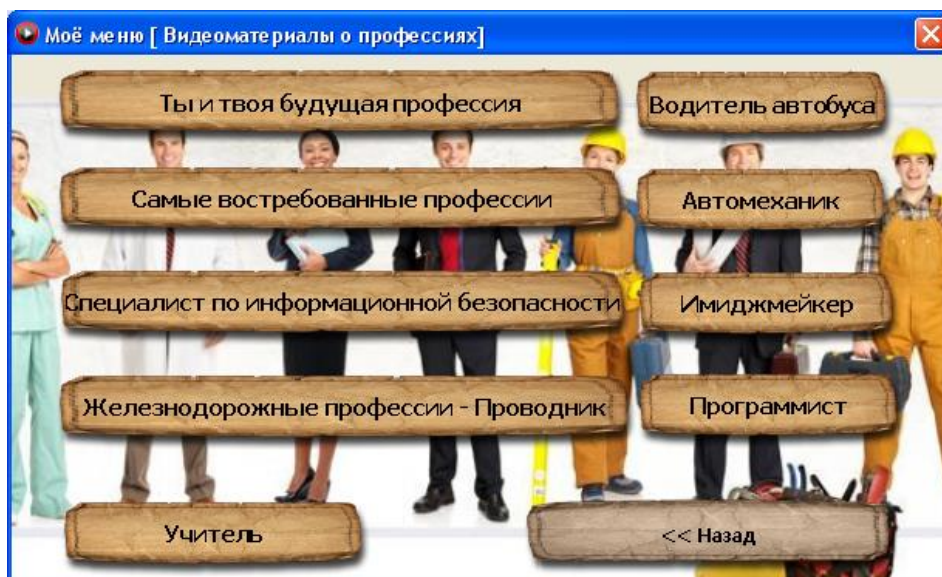 Моё меню [ Видеоматериалы о профессиях]
Ты и твоя будущая профессия
Водитель автобуса
Самые востребованные профессии
Автомеханик
Специалист по информационной безопасности
Имиджмейкер
Железнодорожные профессии - Проводник
Программист
Учитель
<< Назад